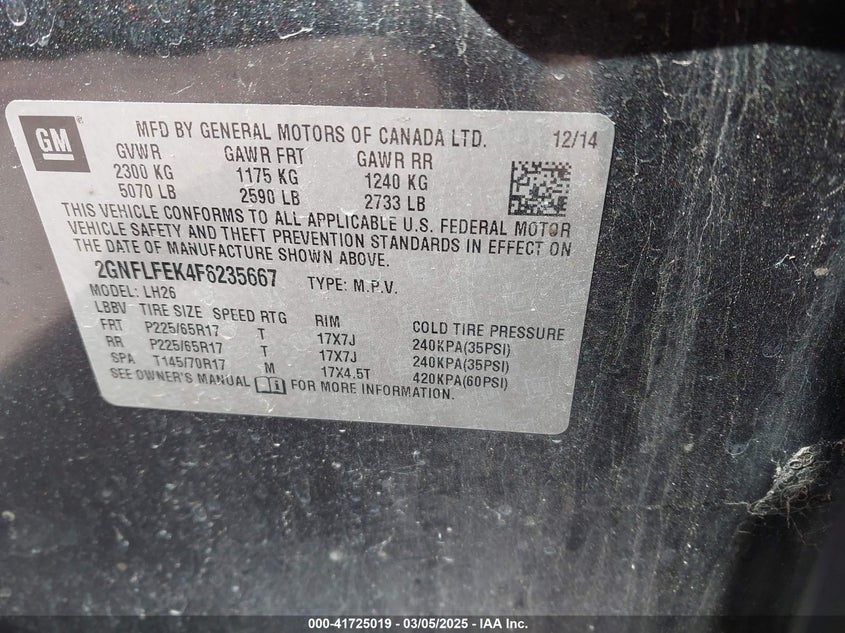 GM
MFD BY GENERAL MOTORS OF CANADA LTD. 12/14
GVWR GAWR FRT GAWR RR
2300 KG 1175 KG 1240 KG
5070 LB 2590 LB 2733 LB
THIS VEHICLE CONFORMS TO ALL APPLICABLE U.S. FEDERAL MOTOR
VEHICLE SAFETY AND THEFT PREVENTION STANDARDS IN EFFECT ON
THE DATE OF MANUFACTURE SHOWN ABOVE.
2GNFLFEK4F6235667 TYPE: M.P.V.
MODEL: LH26
LBBV TIRE SIZE SPEED RTG RIM COLD TIRE PRESSURE
FRT P225/65R17 T 17X7J 240KPA(35PSI)
RR P225/65R17 T 17X7J 240KPA(35PSI)
SPA T145/70R17 M 17X4.5T 420KPA(60PSI)
SEE OWNER'S MANUAL FOR MORE INFORMATION.
000-41725019 — 03/05/2025 — IAA Inc.